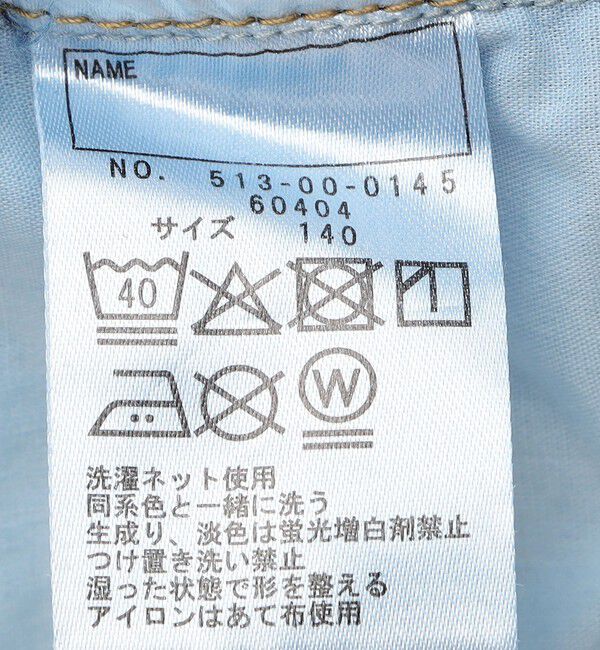 NAME
NO. 513-00-0145
60404
サイズ 140
40
W
洗濯ネット使用
同系色と一緒に洗う
生成り、淡色は蛍光増白剤禁止
つけ置き洗い禁止
湿った状態で形を整える
アイロンはあて布使用